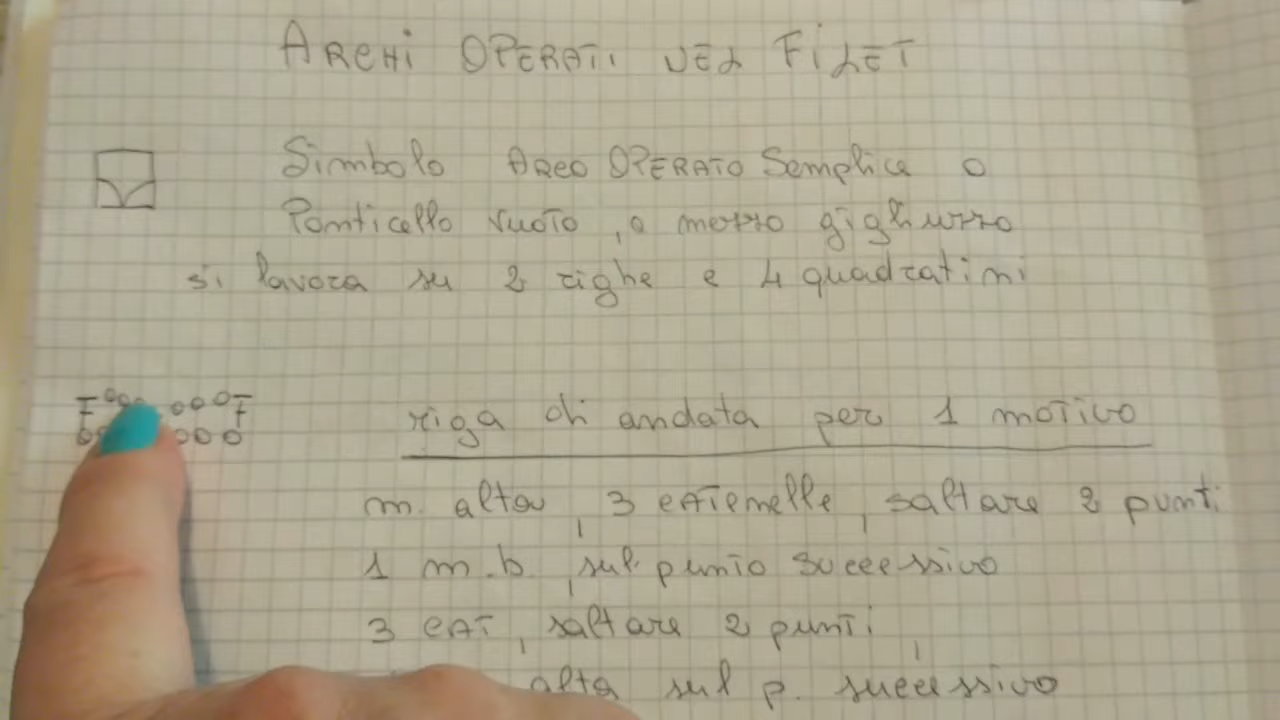 ARCHI OPERATI NEL FILET
Simbolo ARCO OPERATO Semplice o
Ponticello vuoto, o mezzo gigliuzzo
si lavora su 2 righe e 4 quadratini
riga di andata per 1 motivo
m. alta, 3 catenelle, saltare 2 punti
1 m.b., sul punto successivo
3 CAT, saltare 2 punti,
alta sul p. successivo